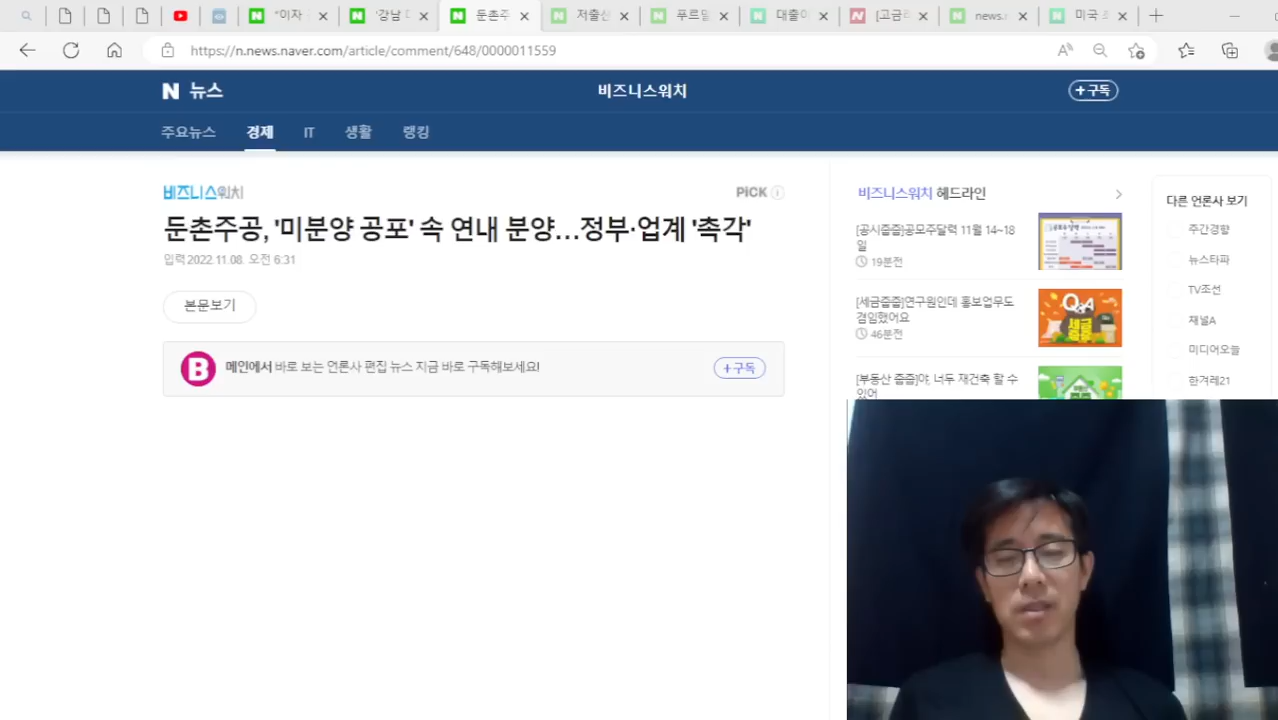 "이자
'강남
둔촌주
저출산
푸르밀
대출이
[고금리
news.n
미국
https://n.news.naver.com/article/comment/648/0000011559
N 뉴스
비즈니스워치
+구독
주요뉴스 경제 IT 생활 랭킹
비즈니스워치
PiCK
둔촌주공, '미분양 공포' 속 연내 분양…정부·업계 '촉각'
입력 2022.11.08. 오전 6:31
본문보기
B 메인에서 바로 보는 언론사 편집 뉴스 지금 바로 구독해보세요!
+구독
비즈니스워치 헤드라인
[공시줍줍]공모주달력 11월 14~18
일
19분전
[세금줍줍]연구원인데 홍보업무도
겸임했어요
46분전
Q&A
세금
줍줍
[부동산 줍줍]야, 너두 재건축 할 수
있어
다른 언론사 보기
주간경향
뉴스타파
TV조선
채널A
미디어오늘
한겨레21